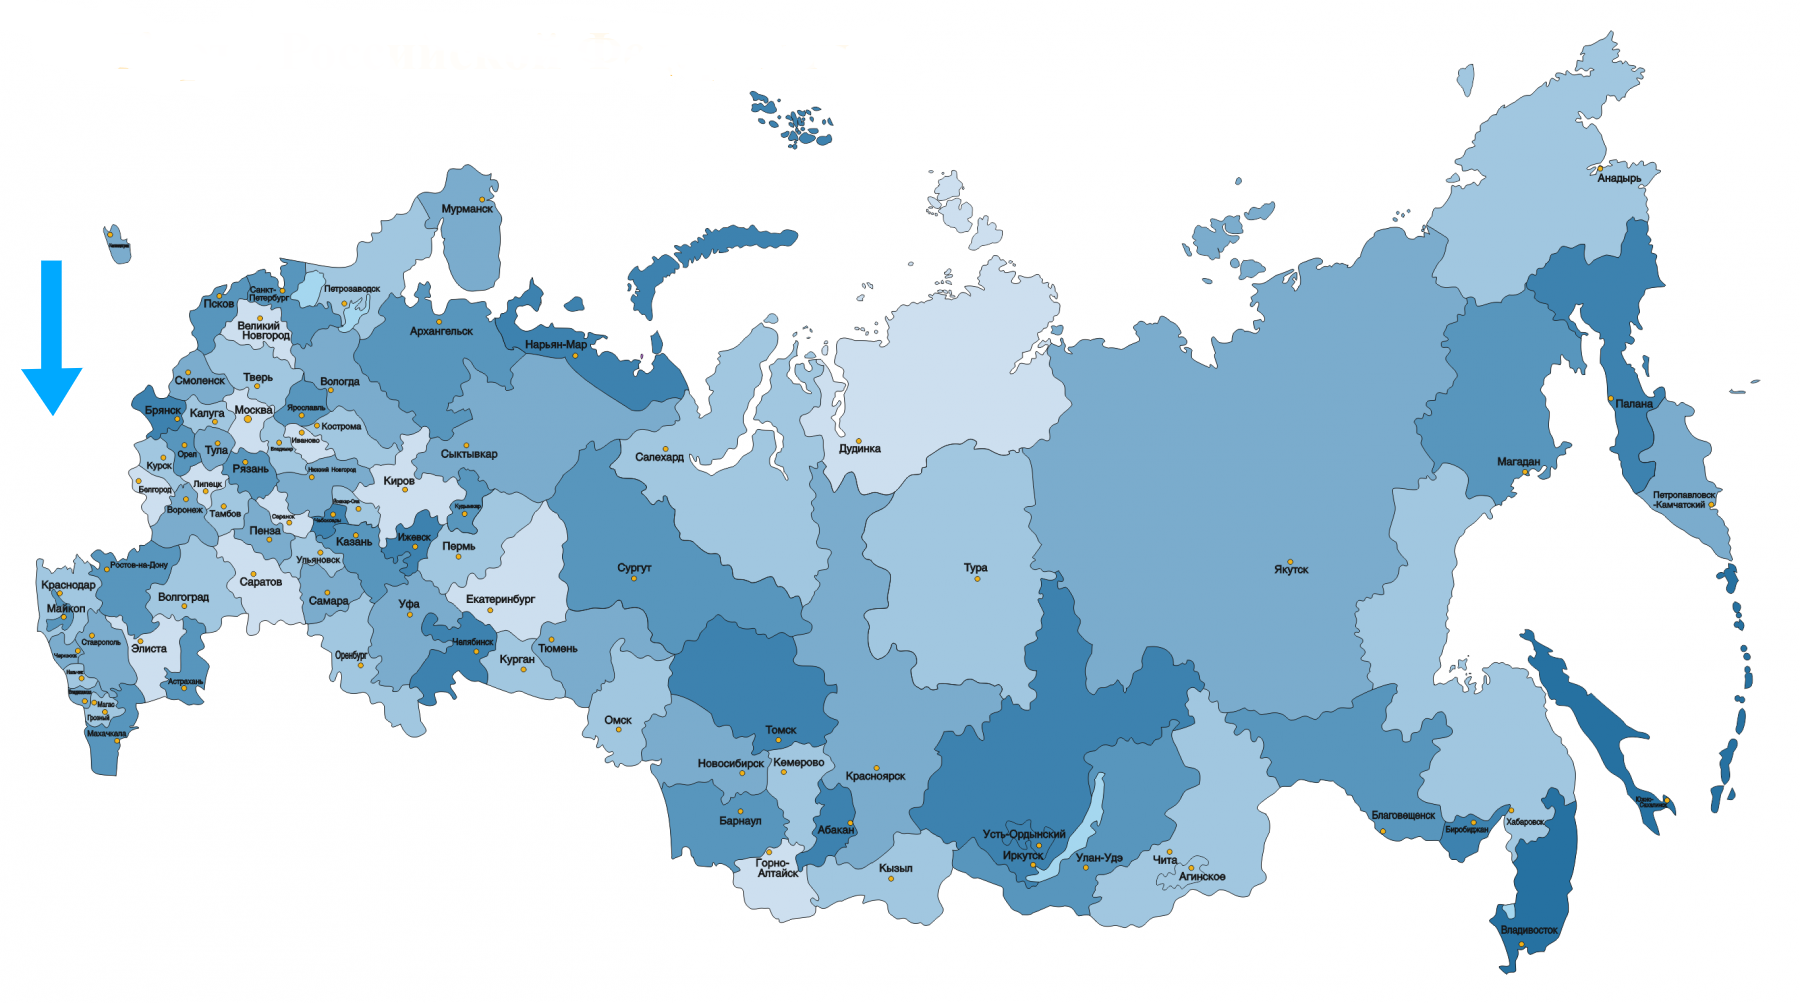 Анадырь
Мурманск
Петрозаводск
Санкт-
Петербург
Псков
Великий
Новгород
Архангельск
Нарьян-Мар
Смоленск
Тверь
Вологда
Брянск
Калуга
Москва
Ярославль
Кострома
Иваново
Владимир
Орел
Тула
Рязань
Сыктывкар
Курск
Нижний Новгород
Киров
Белгород
Липецк
Воронеж
Тамбов
Саранск
Йошкар-Ола
Чебоксары
Кудымкар
Пенза
Казань
Ижевск
Пермь
Ульяновск
Салехард
Дудинка
Палана
Магадан
Петропавловск
-Камчатский
Ростов-на-Дону
Краснодар
Майкоп
Волгоград
Саратов
Самара
Уфа
Екатеринбург
Сургут
Тура
Якутск
Ставрополь
Черкесск
Элиста
Астрахань
Оренбург
Челябинск
Курган
Тюмень
Магас
Грозный
Махачкала
Омск
Томск
Новосибирск
Кемерово
Красноярск
Барнаул
Абакан
Горно-
Алтайск
Кызыл
Усть-Ордынский
Иркутск
Улан-Удэ
Чита
Агинское
Благовещенск
Биробиджан
Хабаровск
Южно-
Сахалинск
Владивосток